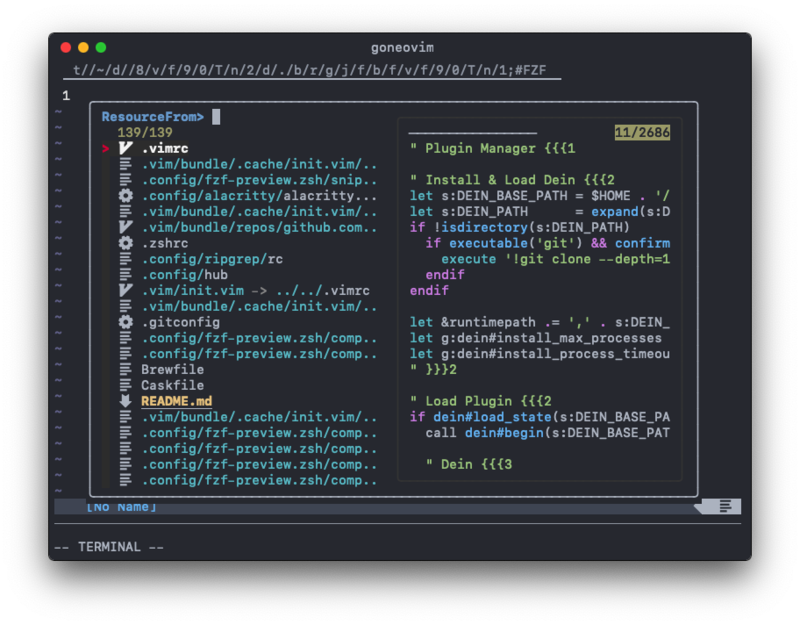 goneovim
t//~/d//8/v/f/9/0/T/n/2/d/./b/r/g/j/f/b/f/v/f/9/0/T/n/1;#FZF
1
ResourceFrom>
139/139
> .vimrc
.vim/bundle/.cache/init.vim/..
.config/fzf-preview.zsh/snip..
.config/alacritty/alacritty...
.vim/bundle/.cache/init.vim/..
.vim/bundle/repos/github.com..
.zshrc
.config/ripgrep/rc
.config/hub
.vim/init.vim -> ../../.vimrc
.vim/bundle/.cache/init.vim/..
.gitconfig
.config/fzf-preview.zsh/comp..
.config/fzf-preview.zsh/comp..
Brewfile
Caskfile
README.md
.vim/bundle/.cache/init.vim/..
.config/fzf-preview.zsh/comp..
.config/fzf-preview.zsh/comp..
.config/fzf-preview.zsh/comp..
.config/fzf-preview.zsh/comp..
11/2686
" Plugin Manager {{{1
" Install & Load Dein {{{2
let s:DEIN_BASE_PATH = $HOME . '/
let s:DEIN_PATH      = expand(s:D
if !isdirectory(s:DEIN_PATH)
  if executable('git') && confirm
    execute '!git clone --depth=1
  endif
endif
let &runtimepath .= ',' . s:DEIN_
let g:dein#install_max_processes
let g:dein#install_process_timeou
" }}}2
" Load Plugin {{{2
if dein#load_state(s:DEIN_BASE_PA
  call dein#begin(s:DEIN_BASE_PAT
  " Dein {{{3
[No Name]
-- TERMINAL --